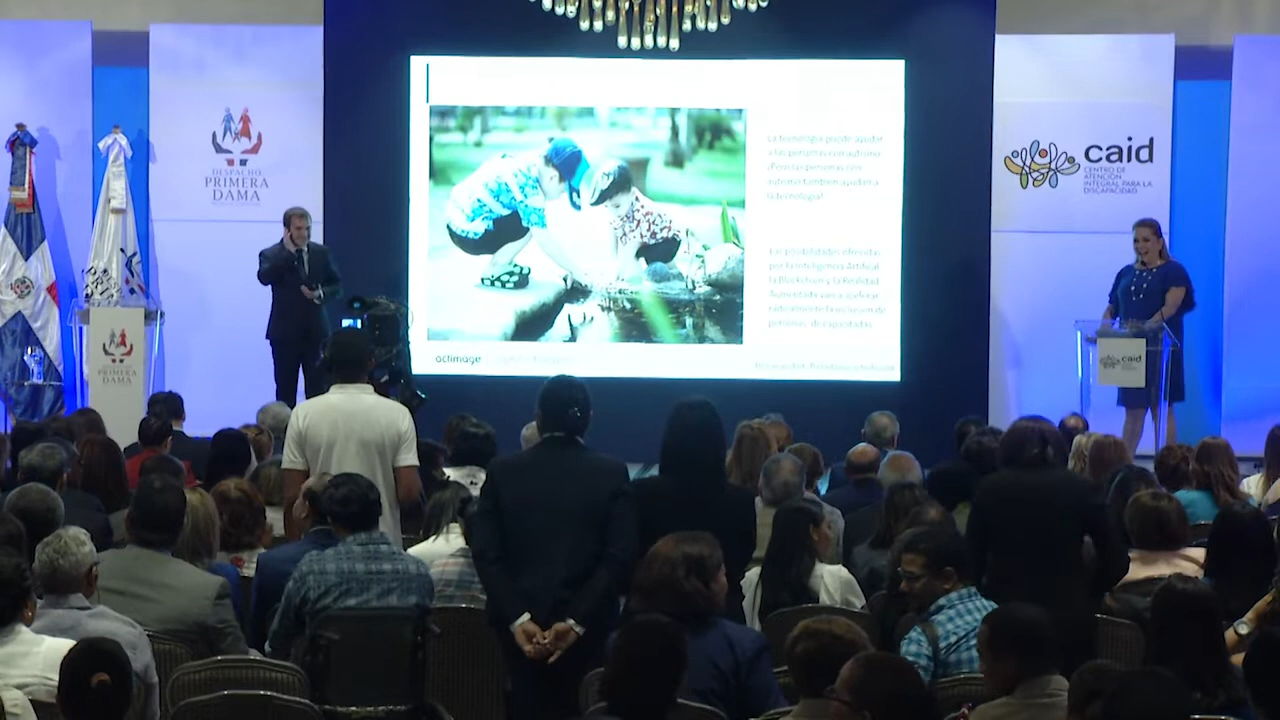 DESPACHO
PRIMERA
DAMA
caid
CENTRO DE
ATENCIÓN
INTEGRAL PARA LA
DISCAPACIDAD
La tecnología puede ayudar
a las personas con autismo.
¡Pero las personas con
autismo también ayudan a
la tecnología!
Las posibilidades ofrecidas
por la Inteligencia Artificial,
la Blockchain y la Realidad
Aumentada van a acelerar
radicalmente la inclusión de
personas discapacitadas.
actimage
PRIMERA
DAMA
caid